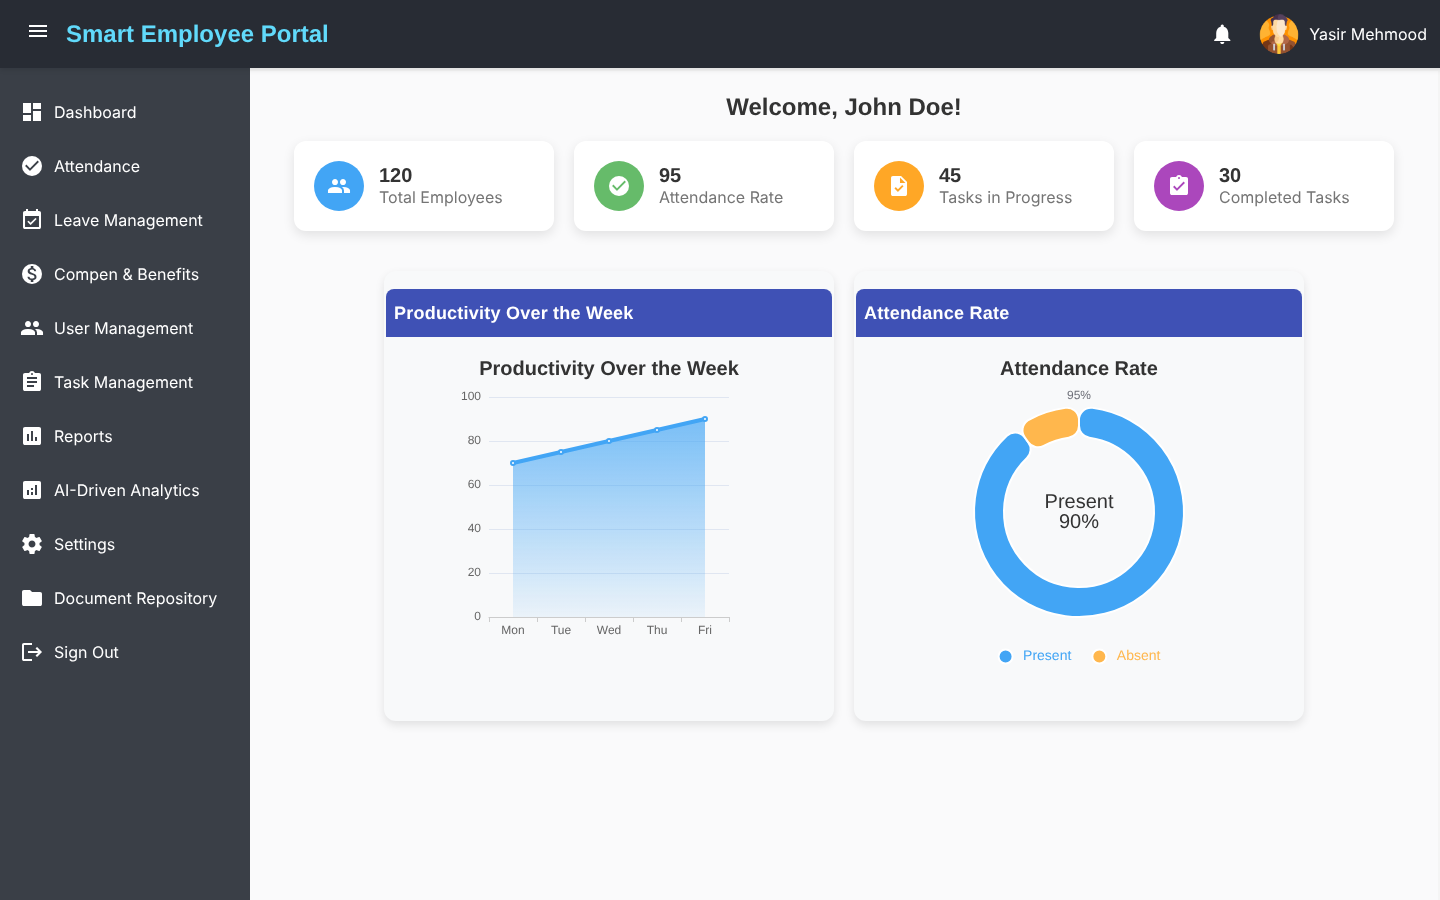 Smart Employee Portal
Yasir Mehmood
Dashboard
Attendance
Leave Management
Compen & Benefits
User Management
Task Management
Reports
AI-Driven Analytics
Settings
Document Repository
Sign Out
Welcome, John Doe!
120
Total Employees
95
Attendance Rate
45
Tasks in Progress
30
Completed Tasks
Productivity Over the Week
Productivity Over the Week
100
80
60
40
20
0
Mon Tue Wed Thu Fri
Attendance Rate
Attendance Rate
95%
Present
90%
Present Absent